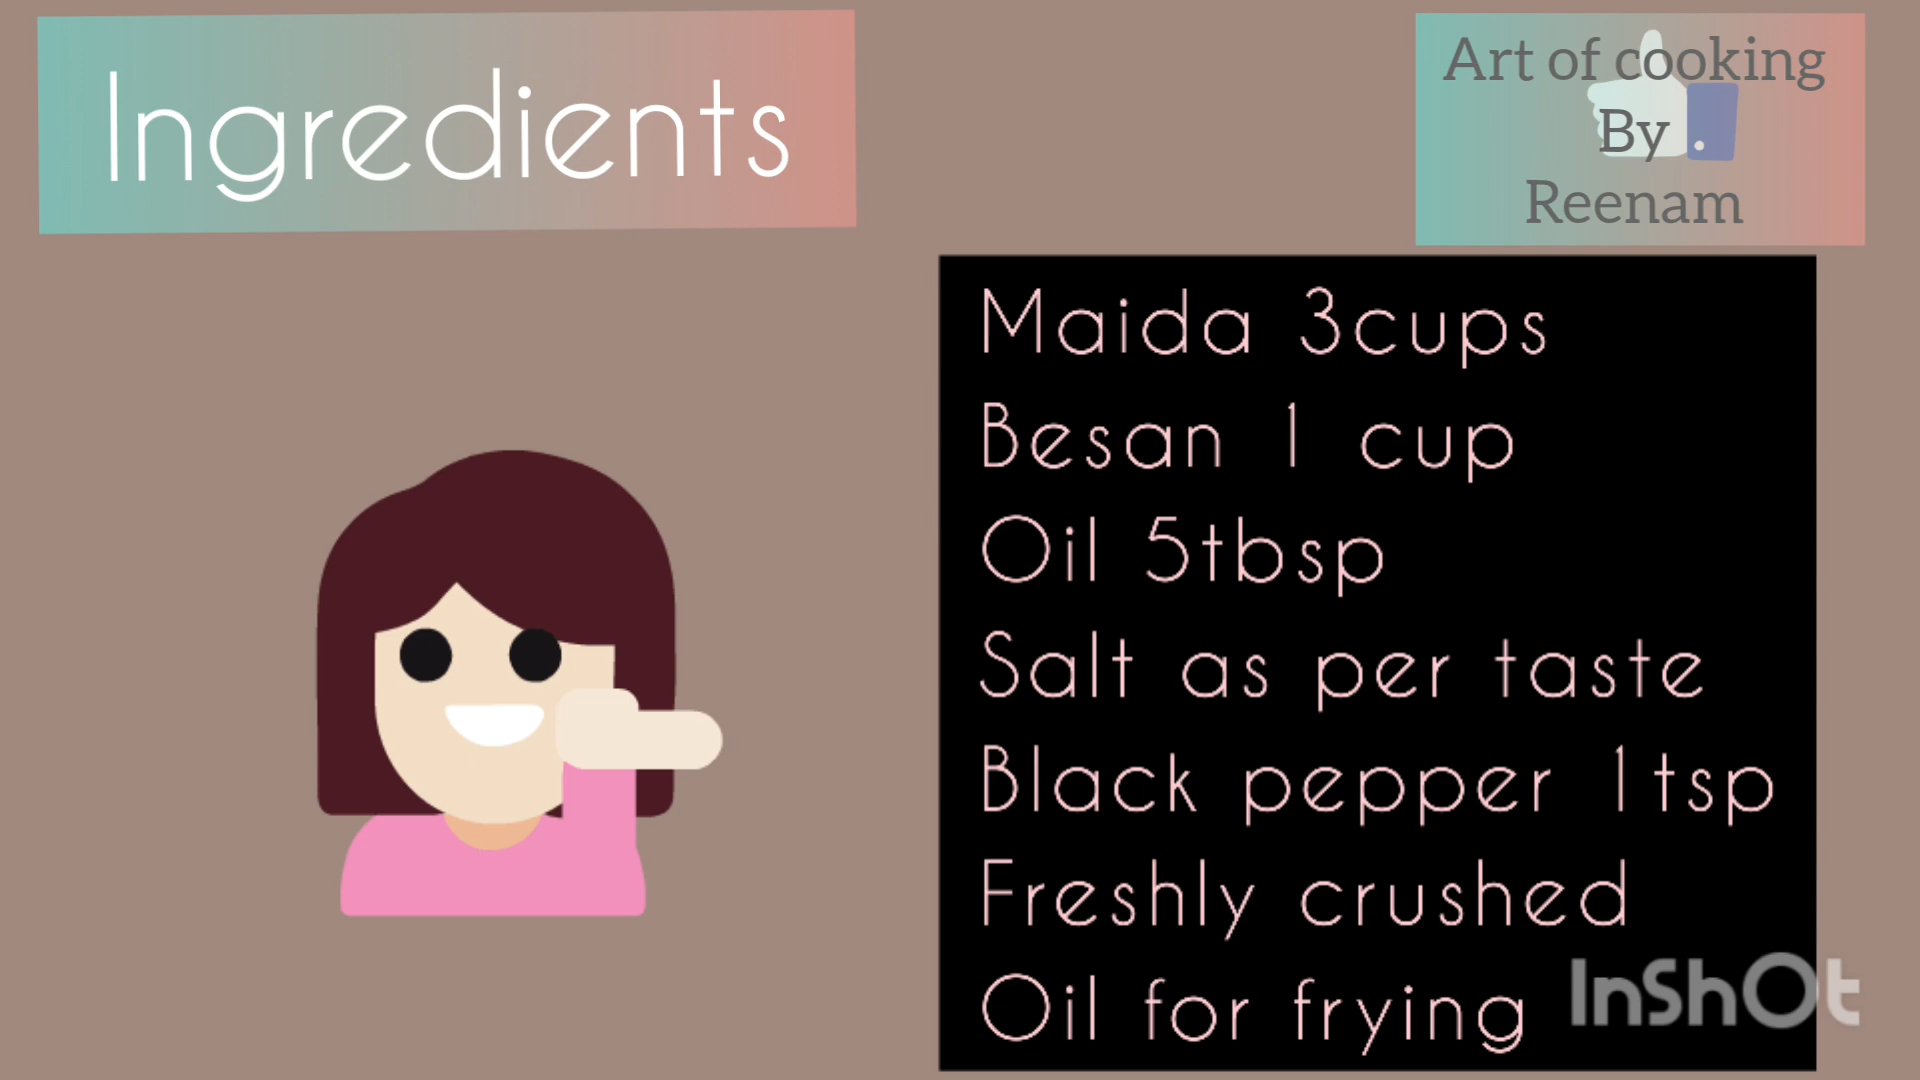 Ingredients
Art of cooking
By
Reenam
Maida 3cups
Besan 1 cup
Oil 5tbsp
Salt as per taste
Black pepper 1tsp
Freshly crushed
Oil for frying
InShOt